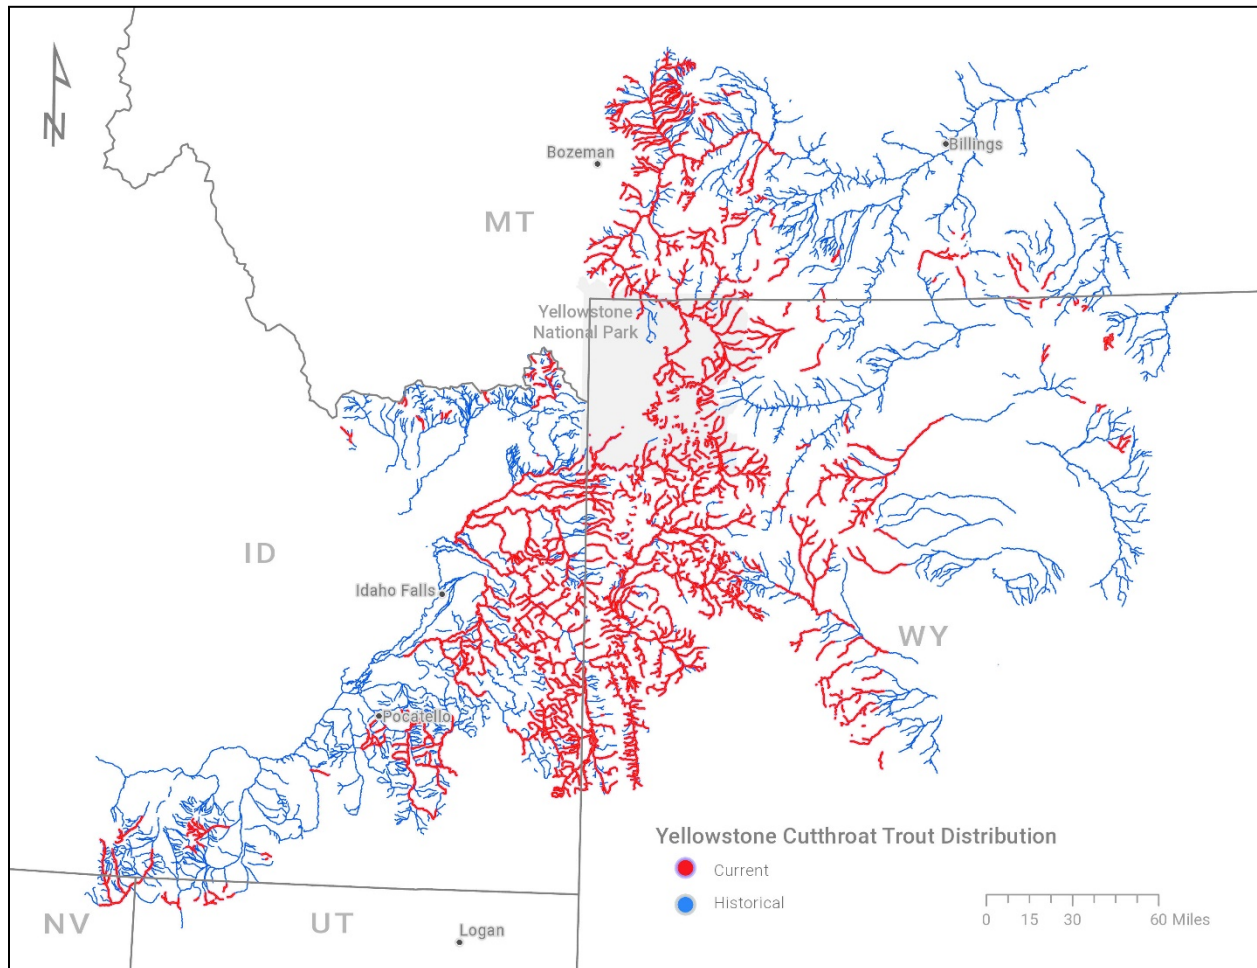 N
Bozeman
Billings
MT
Yellowstone
National Park
ID
Idaho Falls
WY
Pocatello
Yellowstone Cutthroat Trout Distribution
Current
Historical
0 15 30 60 Miles
NV
UT
Logan